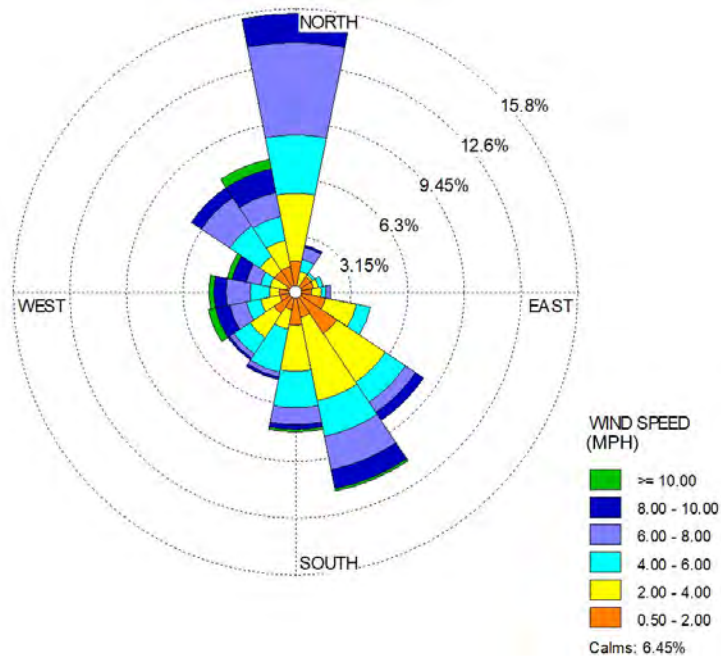 NORTH
15.8%
12.6%
9.45%
6.3%
3.15%
WEST
EAST
SOUTH
WIND SPEED
(MPH)
>= 10.00
8.00 - 10.00
6.00 - 8.00
4.00 - 6.00
2.00 - 4.00
0.50 - 2.00
Calms: 6.45%